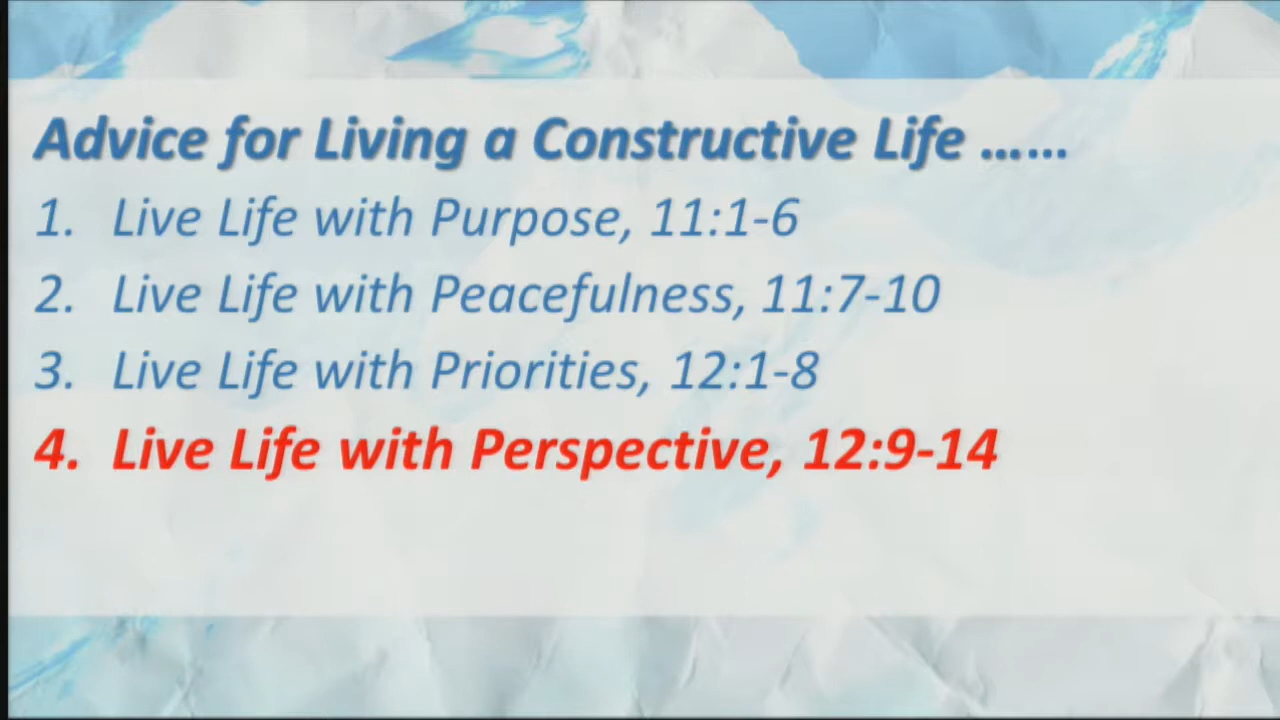 Advice for Living a Constructive Life ......
1. Live Life with Purpose, 11:1-6
2. Live Life with Peacefulness, 11:7-10
3. Live Life with Priorities, 12:1-8
4. Live Life with Perspective, 12:9-14